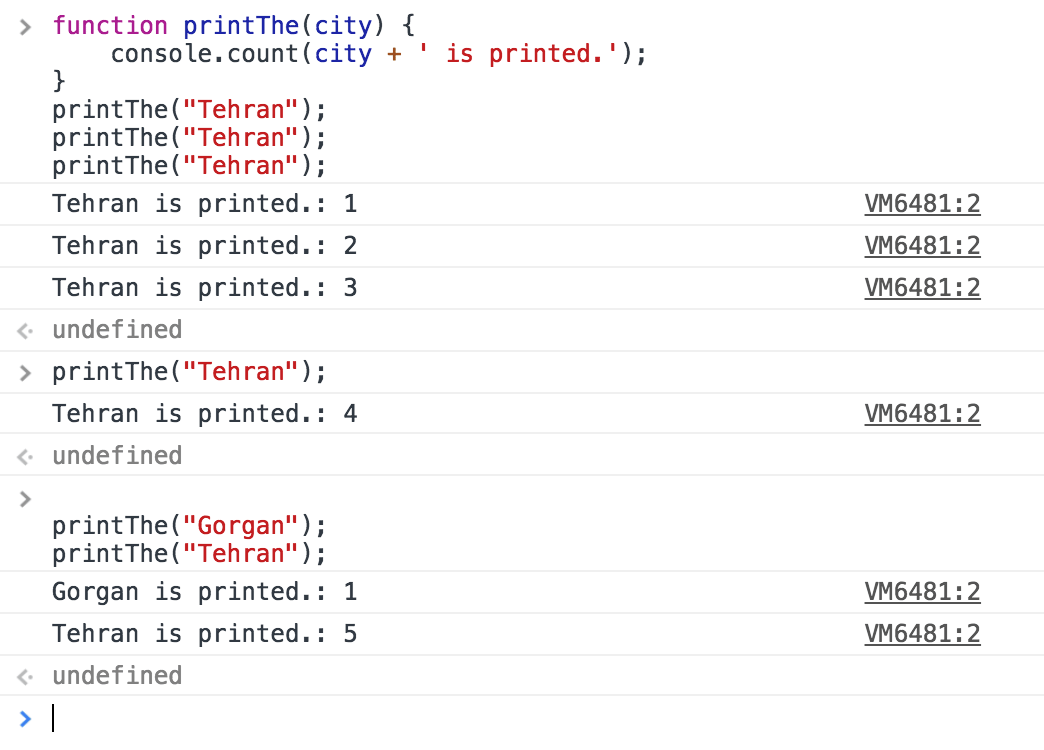 function printThe(city) {
    console.count(city + ' is printed.');
}
printThe("Tehran");
printThe("Tehran");
printThe("Tehran");
Tehran is printed.: 1 VM6481:2
Tehran is printed.: 2 VM6481:2
Tehran is printed.: 3 VM6481:2
undefined
printThe("Tehran");
Tehran is printed.: 4 VM6481:2
undefined
printThe("Gorgan");
printThe("Tehran");
Gorgan is printed.: 1 VM6481:2
Tehran is printed.: 5 VM6481:2
undefined